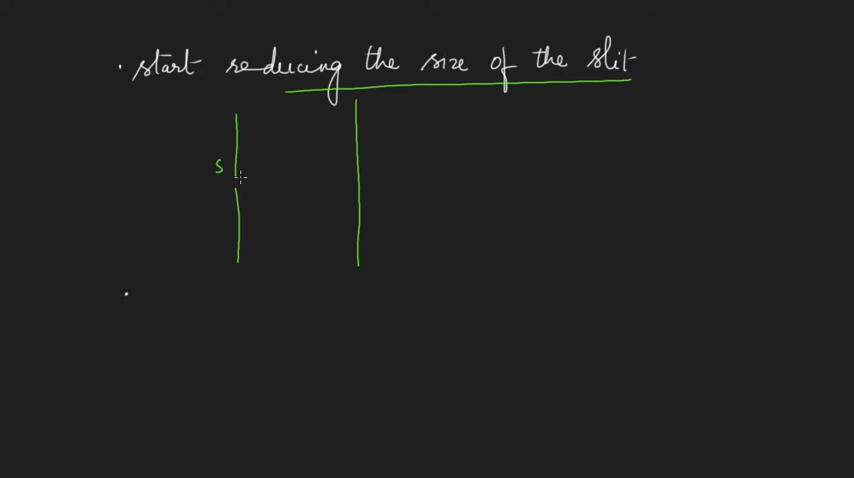 . start reducing the size of the slit
s
.